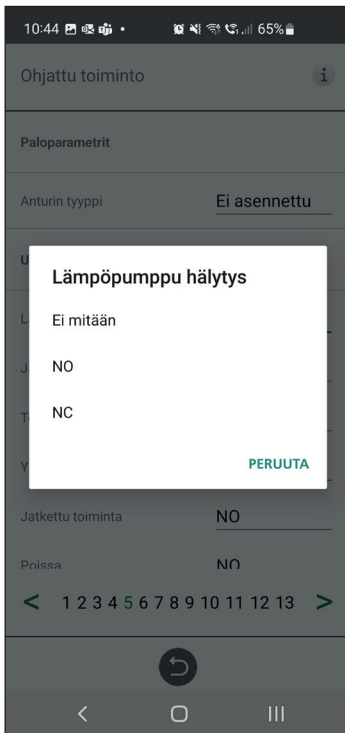 10:44 65%
Ohjattu toiminto i
Paloparametrit
Anturin tyyppi Ei asennettu
U
Lämpöpumppu hälytys
L
Ei mitään
J
NO
T
NC
Y
PERUUTA
Jatkettu toiminta NO
Poissa NO
< 1 2 3 4 5 6 7 8 9 10 11 12 13 >